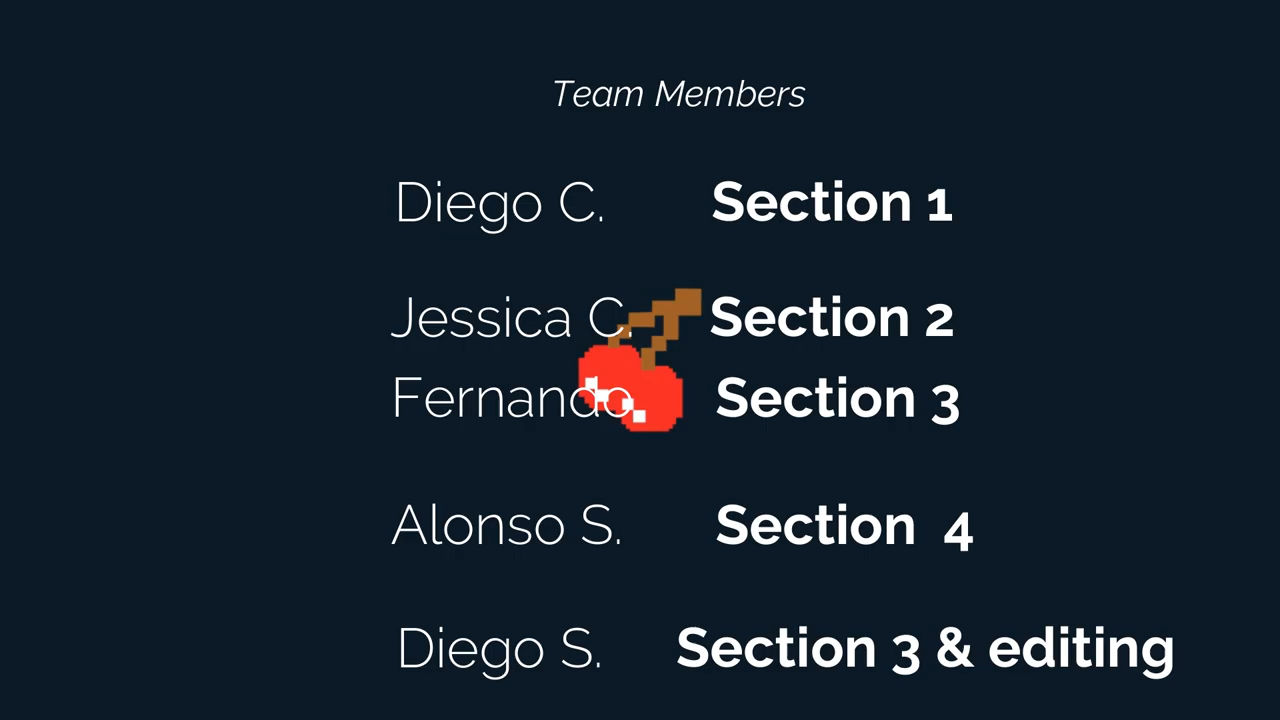 Team Members
Diego C. Section 1
Jessica C. Section 2
Fernando Section 3
Alonso S. Section 4
Diego S. Section 3 & editing